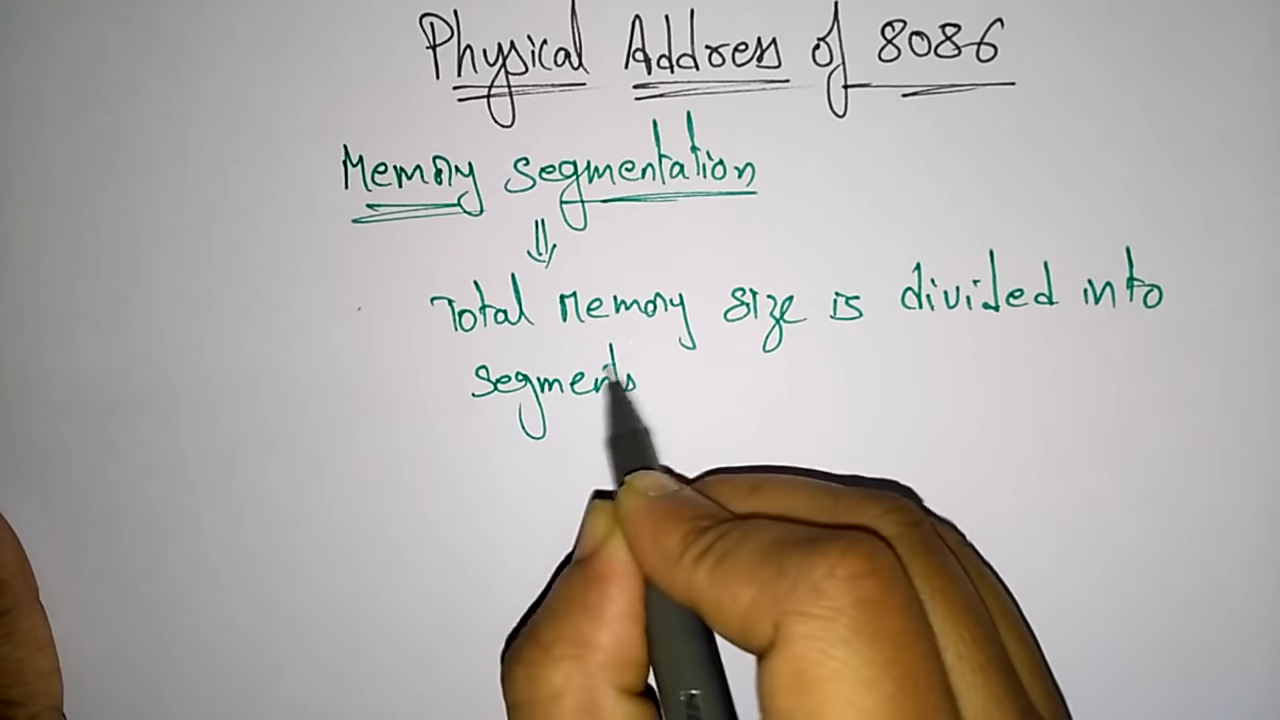 Physical Address of 8086
Memory segmentation
Total Memory size is divided into
segments